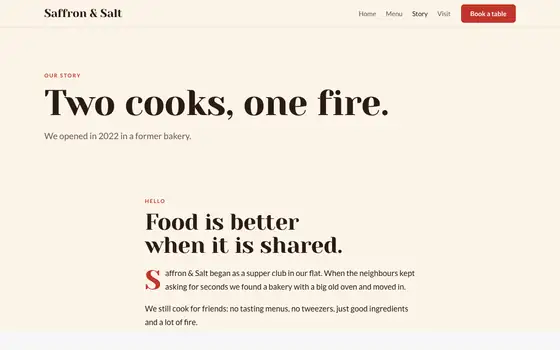 Saffron & Salt
Home Menu Story Visit Book a table
OUR STORY
Two cooks, one fire.
We opened in 2022 in a former bakery.
HELLO
Food is better
when it is shared.
Saffron & Salt began as a supper club in our flat. When the neighbours kept
asking for seconds we found a bakery with a big old oven and moved in.
We still cook for friends: no tasting menus, no tweezers, just good ingredients
and a lot of fire.